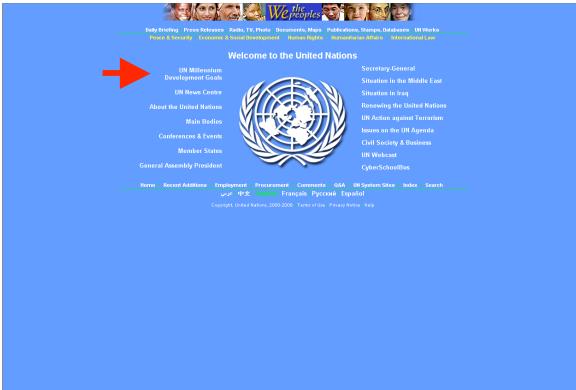 We the peoples
Daily Briefing Press Releases Radio, TV, Photo Documents, Maps Publications, Stamps, Databases UN Works
Peace & Security Economic & Social Development Human Rights Humanitarian Affairs International Law
Welcome to the United Nations
UN Millennium
Development Goals
UN News Centre
About the United Nations
Main Bodies
Conferences & Events
Member States
General Assembly President
Secretary-General
Situation in the Middle East
Situation in Iraq
Renewing the United Nations
UN Action against Terrorism
Issues on the UN Agenda
Civil Society & Business
UN Webcast
CyberSchoolBus
Home Recent Additions Employment Procurement Comments Q&A UN System Sites Index Search
عربي 中文 English Français Русский Español
Copyright, United Nations, 2000-2006 Terms of Use Privacy Notice Help